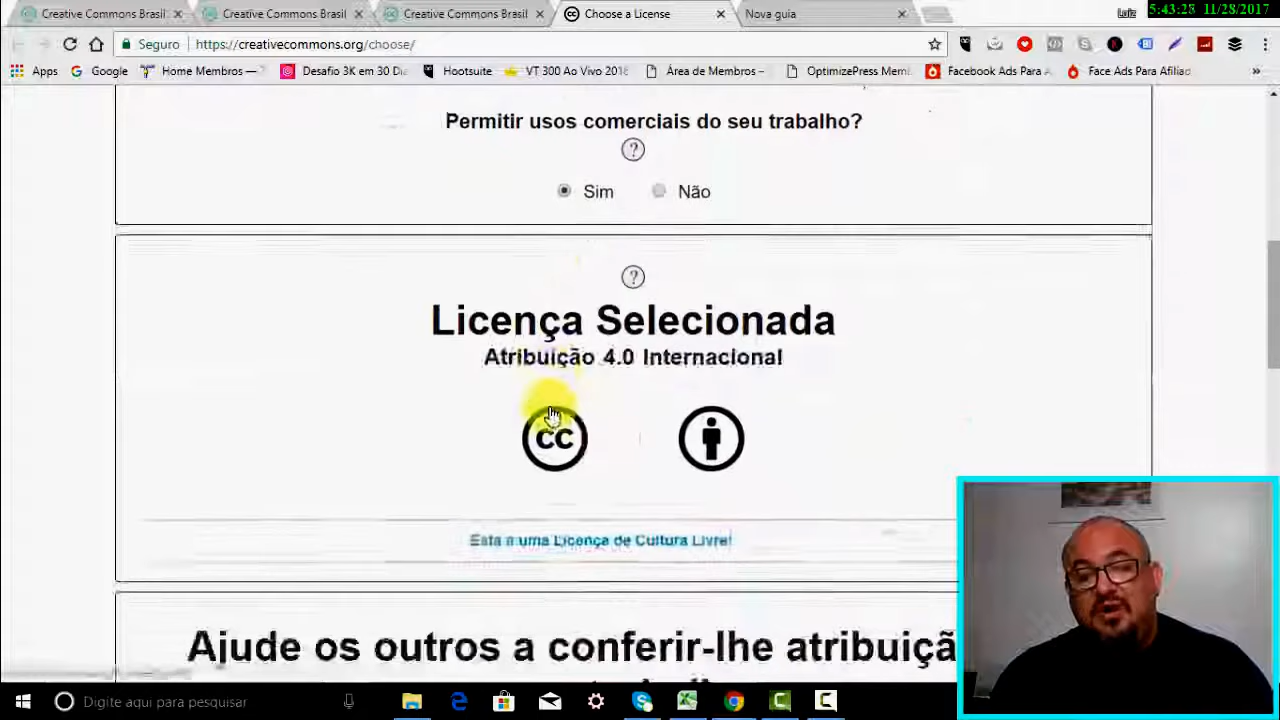 Creative Commons Brasil
Creative Commons Brasil
Creative Commons Brasil
Choose a License
Nova guia
Luiz
5:43:23 11/28/2017
Seguro
https://creativecommons.org/choose/
Apps
Google
Home Membros —
Desafio 3K em 30 Dia
Hootsuite
VT 300 Ao Vivo 2018
Área de Membros –
OptimizePress Mem
Facebook Ads Para A
Face Ads Para Afiliad
»
Permitir usos comerciais do seu trabalho?
?
Sim
Não
?
Licença Selecionada
Atribuição 4.0 Internacional
cc
Esta é uma Licença de Cultura Livre!
Ajude os outros a conferir-lhe atribuiçã
Digite aqui para pesquisar